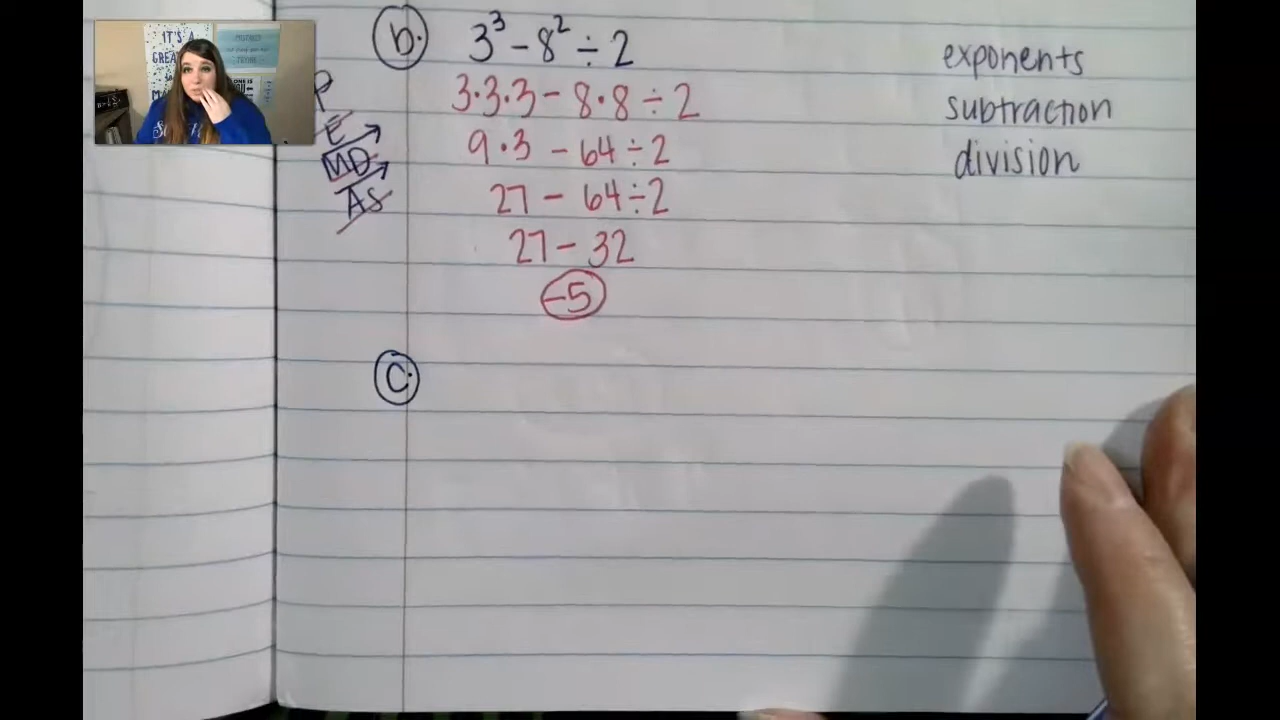 b. 3³ - 8² ÷ 2
3·3·3 - 8·8 ÷ 2
9·3 - 64 ÷ 2
27 - 64 ÷ 2
27 - 32
-5
P
E
MD
AS
exponents
subtraction
division
c.
IT'S A